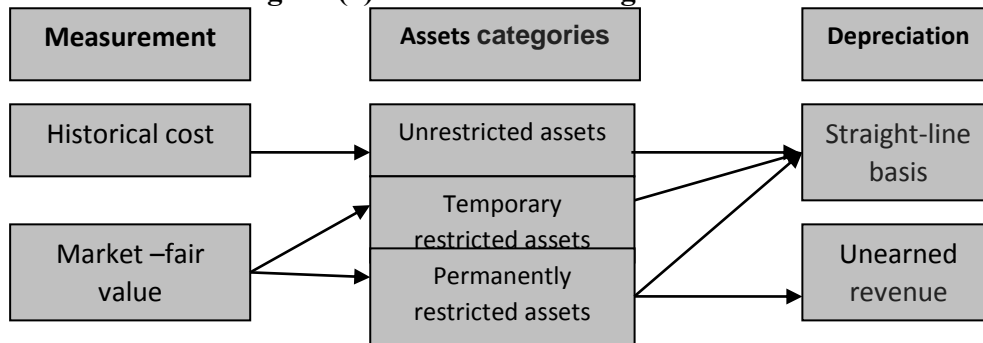 Measurement
Assets categories
Depreciation
Historical cost
Unrestricted assets
Straight-line
basis
Temporary
restricted assets
Market –fair
value
Permanently
restricted assets
Unearned
revenue